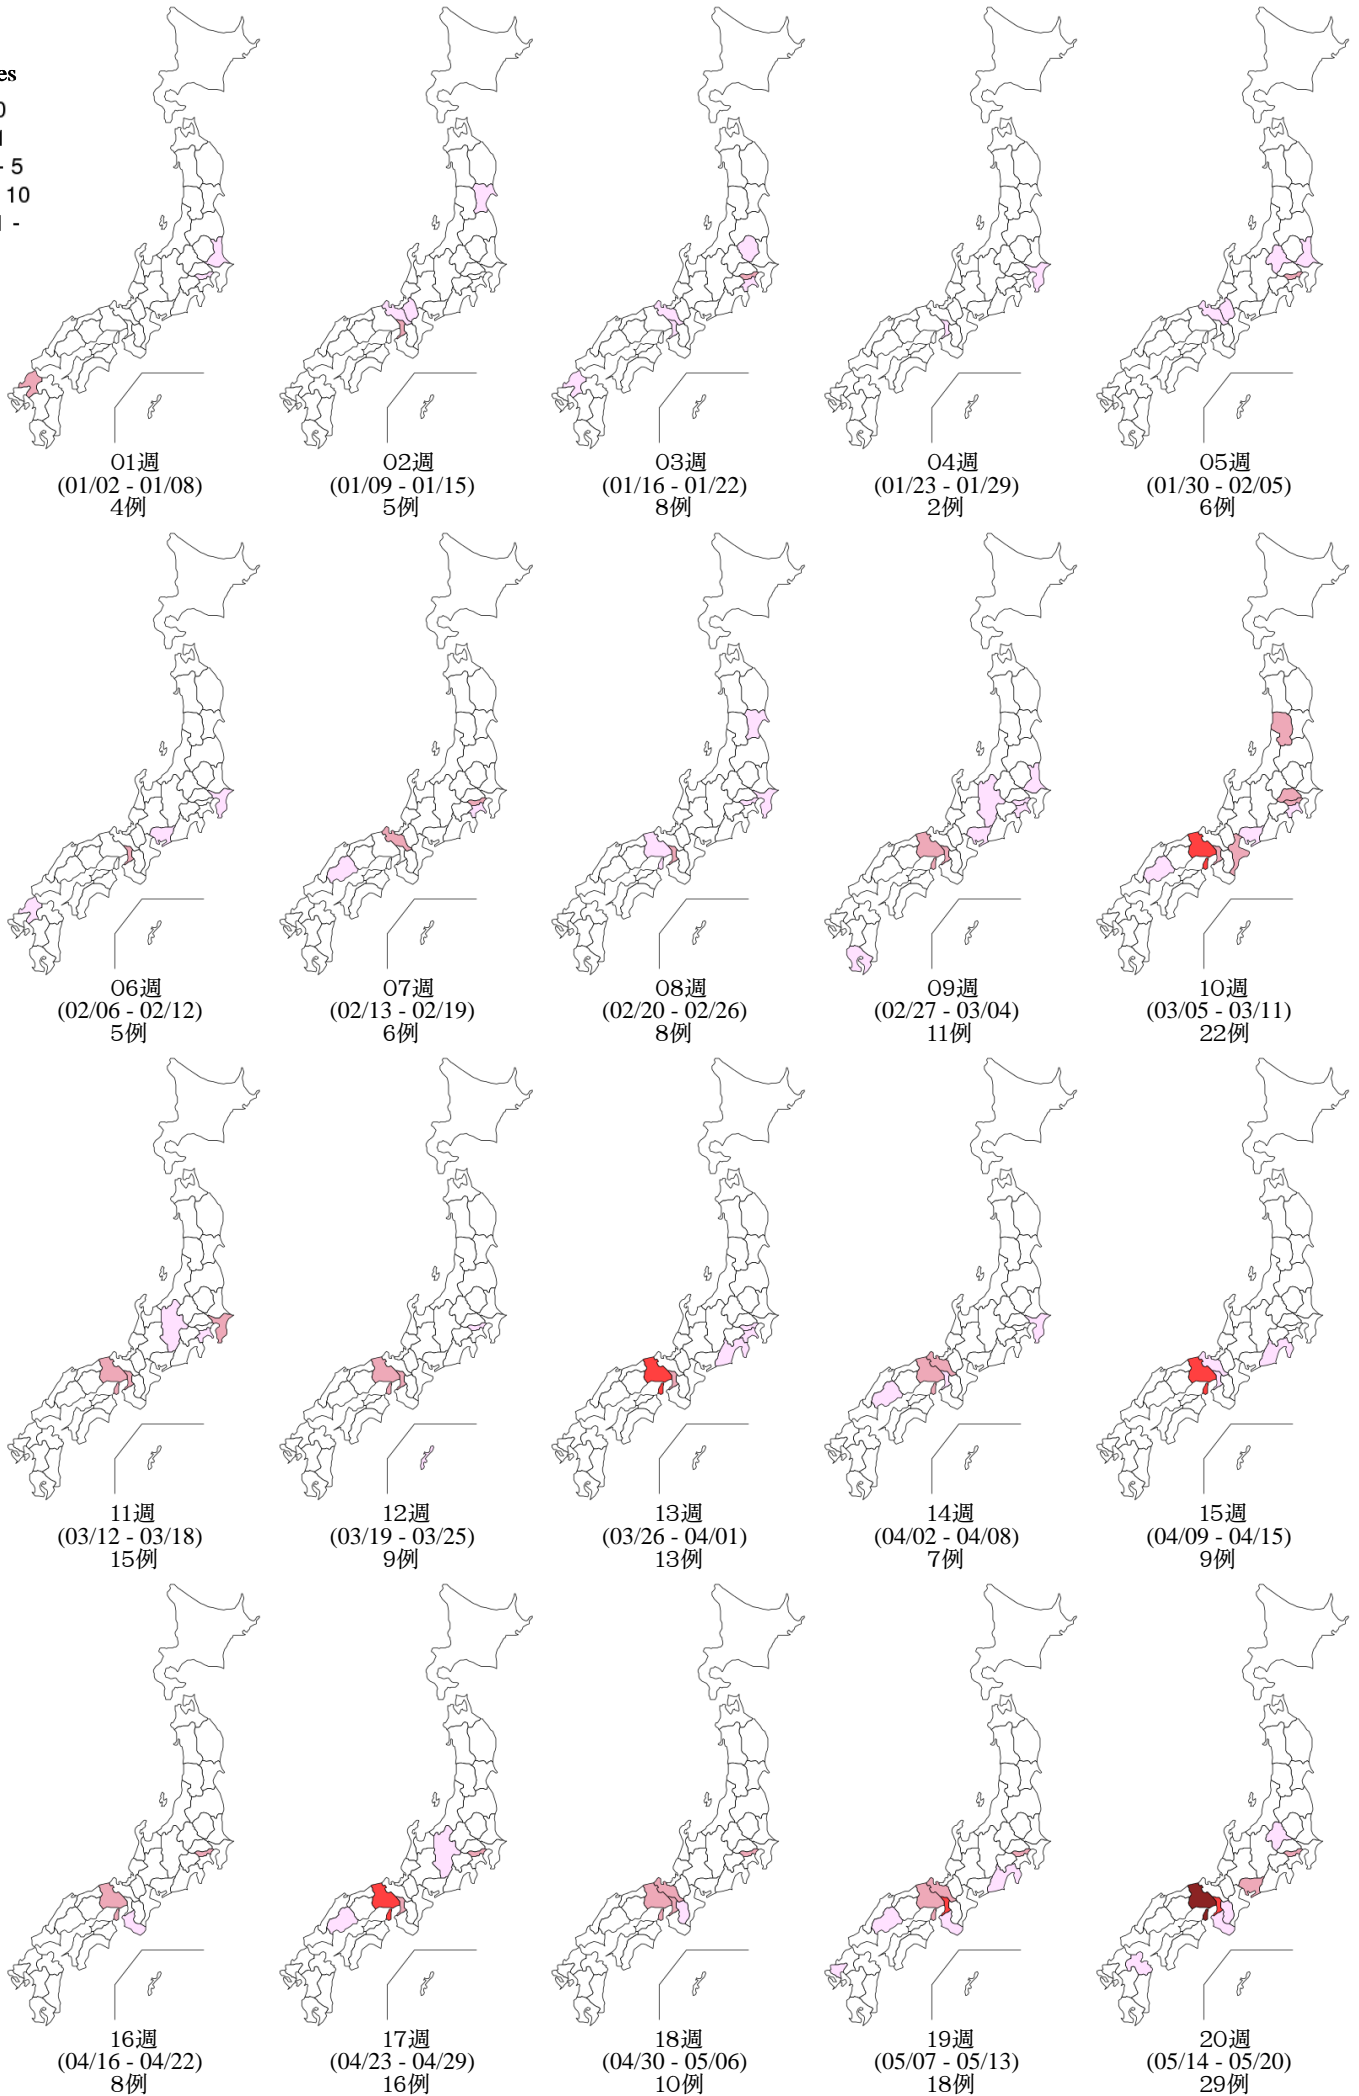 es
0
1
- 5
10
1 -
01週
(01/02 - 01/08)
4例
02週
(01/09 - 01/15)
5例
03週
(01/16 - 01/22)
8例
04週
(01/23 - 01/29)
2例
05週
(01/30 - 02/05)
6例
06週
(02/06 - 02/12)
5例
07週
(02/13 - 02/19)
6例
08週
(02/20 - 02/26)
8例
09週
(02/27 - 03/04)
11例
10週
(03/05 - 03/11)
22例
11週
(03/12 - 03/18)
15例
12週
(03/19 - 03/25)
9例
13週
(03/26 - 04/01)
13例
14週
(04/02 - 04/08)
7例
15週
(04/09 - 04/15)
9例
16週
(04/16 - 04/22)
8例
17週
(04/23 - 04/29)
16例
18週
(04/30 - 05/06)
10例
19週
(05/07 - 05/13)
18例
20週
(05/14 - 05/20)
29例